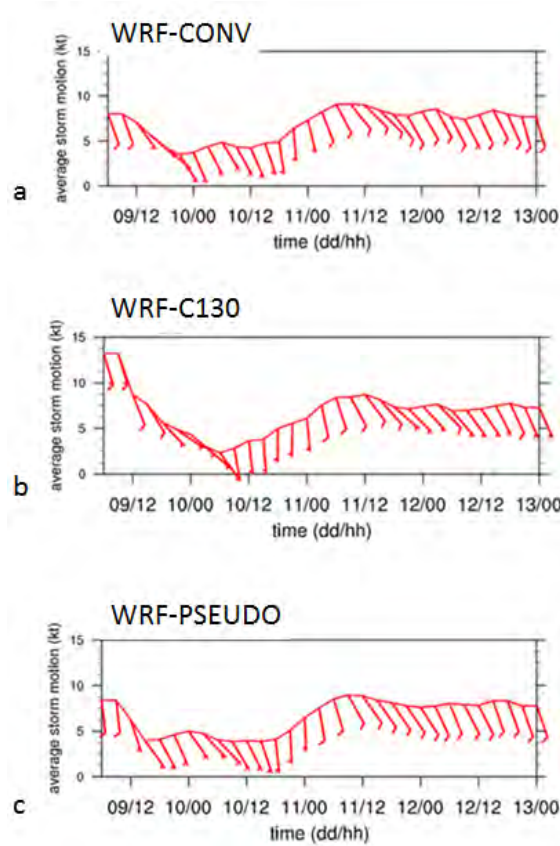 WRF-CONV
average storm motion (kt)
15
10
5
0
09/12 10/00 10/12 11/00 11/12 12/00 12/12 13/00
time (dd/hh)
a
WRF-C130
average storm motion (kt)
15
10
5
0
09/12 10/00 10/12 11/00 11/12 12/00 12/12 13/00
time (dd/hh)
b
WRF-PSEUDO
average storm motion (kt)
15
10
5
0
09/12 10/00 10/12 11/00 11/12 12/00 12/12 13/00
time (dd/hh)
c